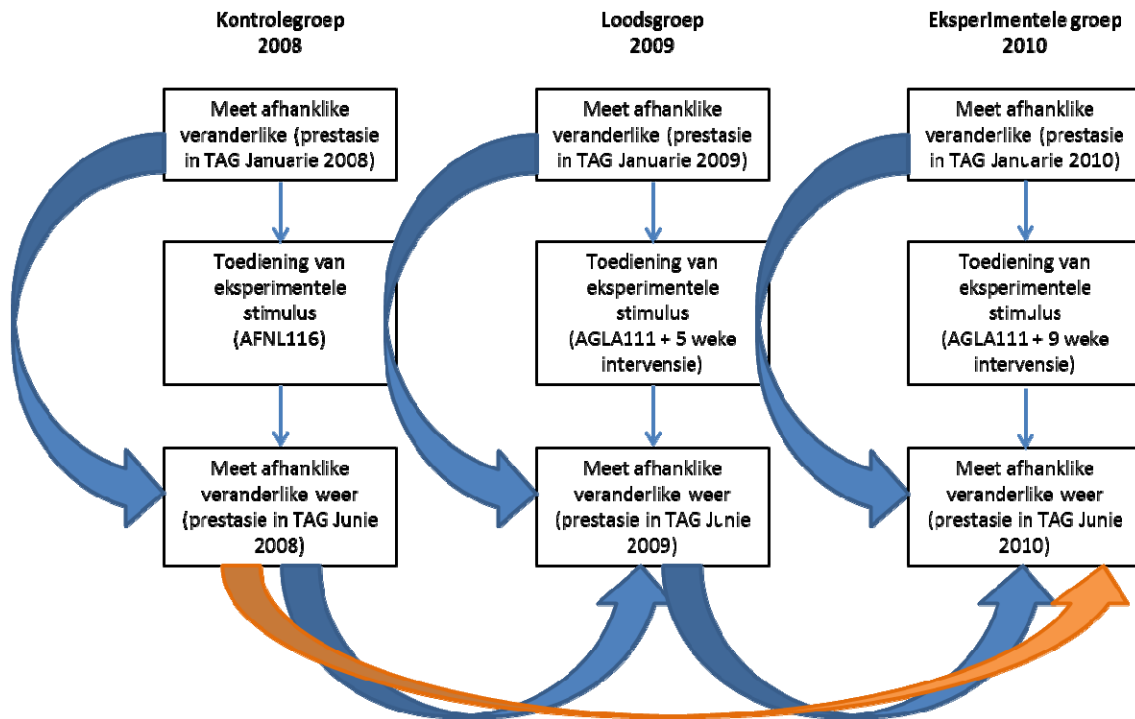 Kontrolegroep
2008
Loodsgroep
2009
Eksperimentele groep
2010
Meet afhanklike
veranderlike (prestasie
in TAG Januarie 2008)
Meet afhanklike
veranderlike (prestasie
in TAG Januarie 2009)
Meet afhanklike
veranderlike (prestasie
in TAG Januarie 2010)
Toediening van
eksperimentele
stimulus
(AFNL116)
Toediening van
eksperimentele
stimulus
(AGLA111 + 5 weke
intervensie)
Toediening van
eksperimentele
stimulus
(AGLA111 + 9 weke
intervensie)
Meet afhanklike
veranderlike weer
(prestasie in TAG Junie
2008)
Meet afhanklike
veranderlike weer
(prestasie in TAG Junie
2009)
Meet afhanklike
veranderlike weer
(prestasie in TAG Junie
2010)